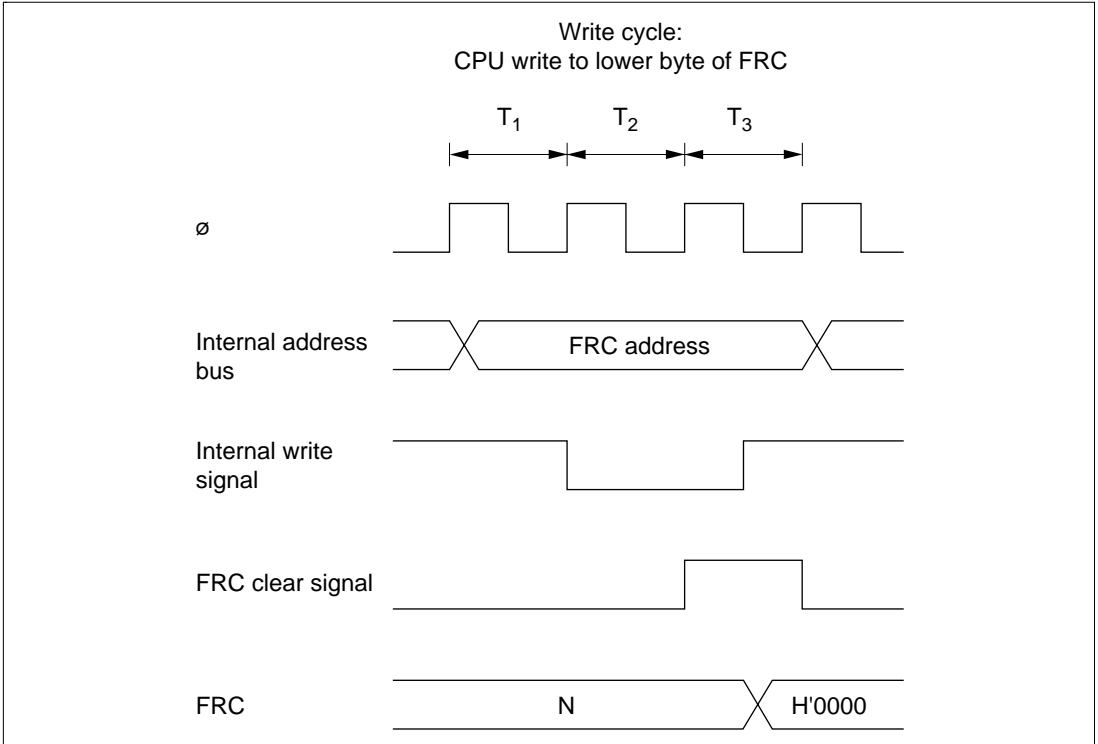 Write cycle:
CPU write to lower byte of FRC
T1 T2 T3
ø
Internal address
bus
FRC address
Internal write
signal
FRC clear signal
FRC N H'0000